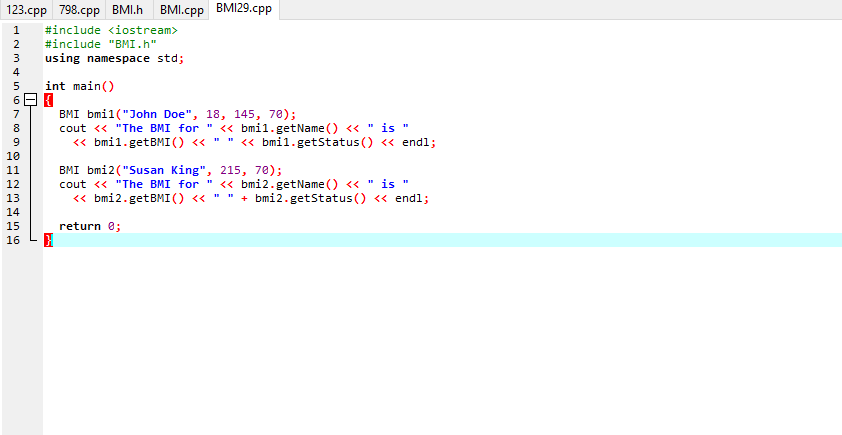 123.cpp 798.cpp BMI.h BMI.cpp BMI29.cpp
1 #include <iostream>
2 #include "BMI.h"
3 using namespace std;
4
5 int main()
6 {
7   BMI bmi1("John Doe", 18, 145, 70);
8   cout << "The BMI for " << bmi1.getName() << " is "
9     << bmi1.getBMI() << " " << bmi1.getStatus() << endl;
10
11   BMI bmi2("Susan King", 215, 70);
12   cout << "The BMI for " << bmi2.getName() << " is "
13     << bmi2.getBMI() << " " + bmi2.getStatus() << endl;
14
15   return 0;
16 }